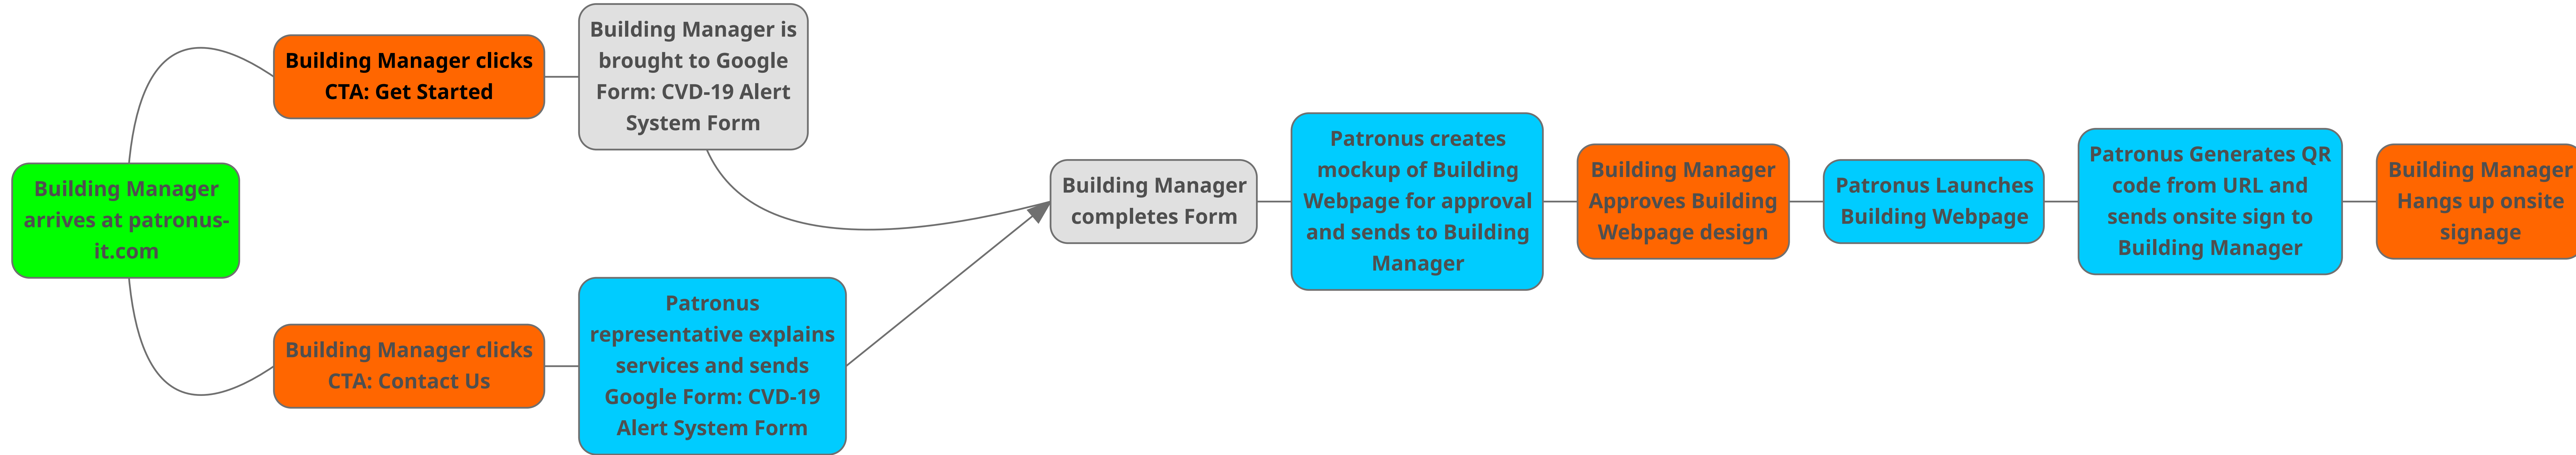 Building Manager
arrives at patronus-
it.com
Building Manager clicks
CTA: Get Started
Building Manager is
brought to Google
Form: CVD-19 Alert
System Form
Building Manager clicks
CTA: Contact Us
Patronus
representative explains
services and sends
Google Form: CVD-19
Alert System Form
Building Manager
completes Form
Patronus creates
mockup of Building
Webpage for approval
and sends to Building
Manager
Building Manager
Approves Building
Webpage design
Patronus Launches
Building Webpage
Patronus Generates QR
code from URL and
sends onsite sign to
Building Manager
Building Manager
Hangs up onsite
signage